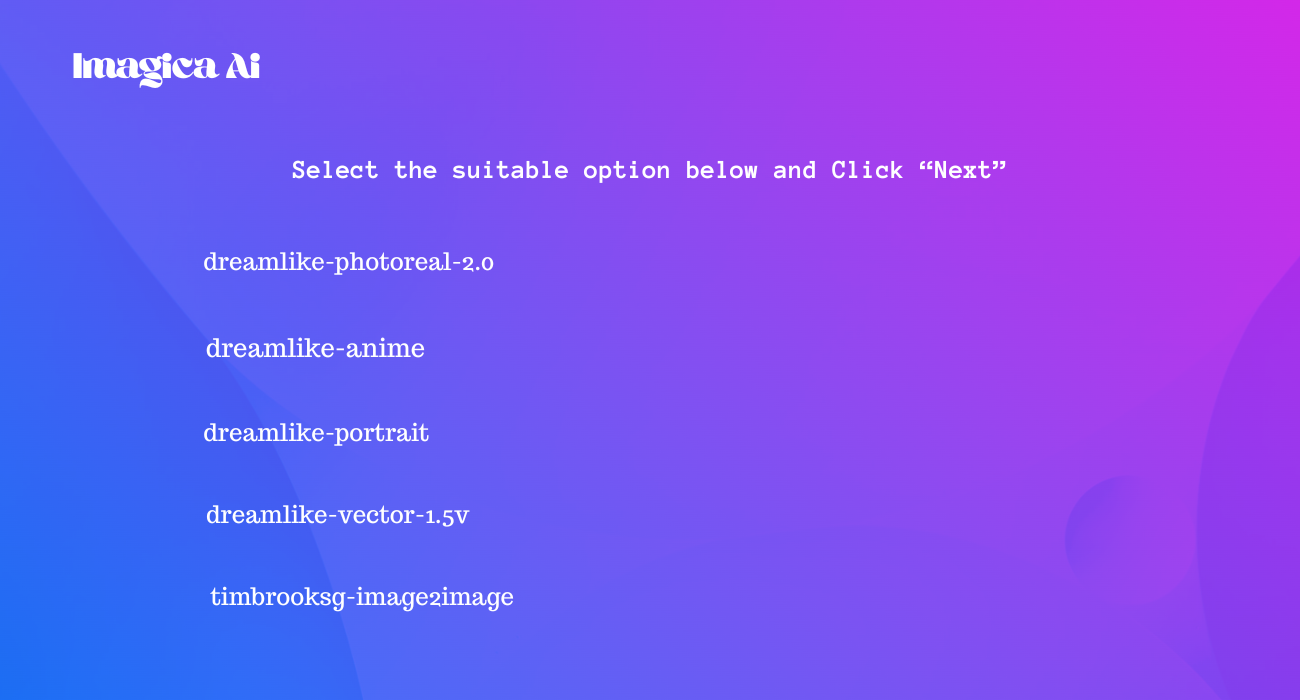 Imagica Ai
Select the suitable option below and Click “Next”
dreamlike-photoreal-2.0
dreamlike-anime
dreamlike-portrait
dreamlike-vector-1.5v
timbrooksg-image2image